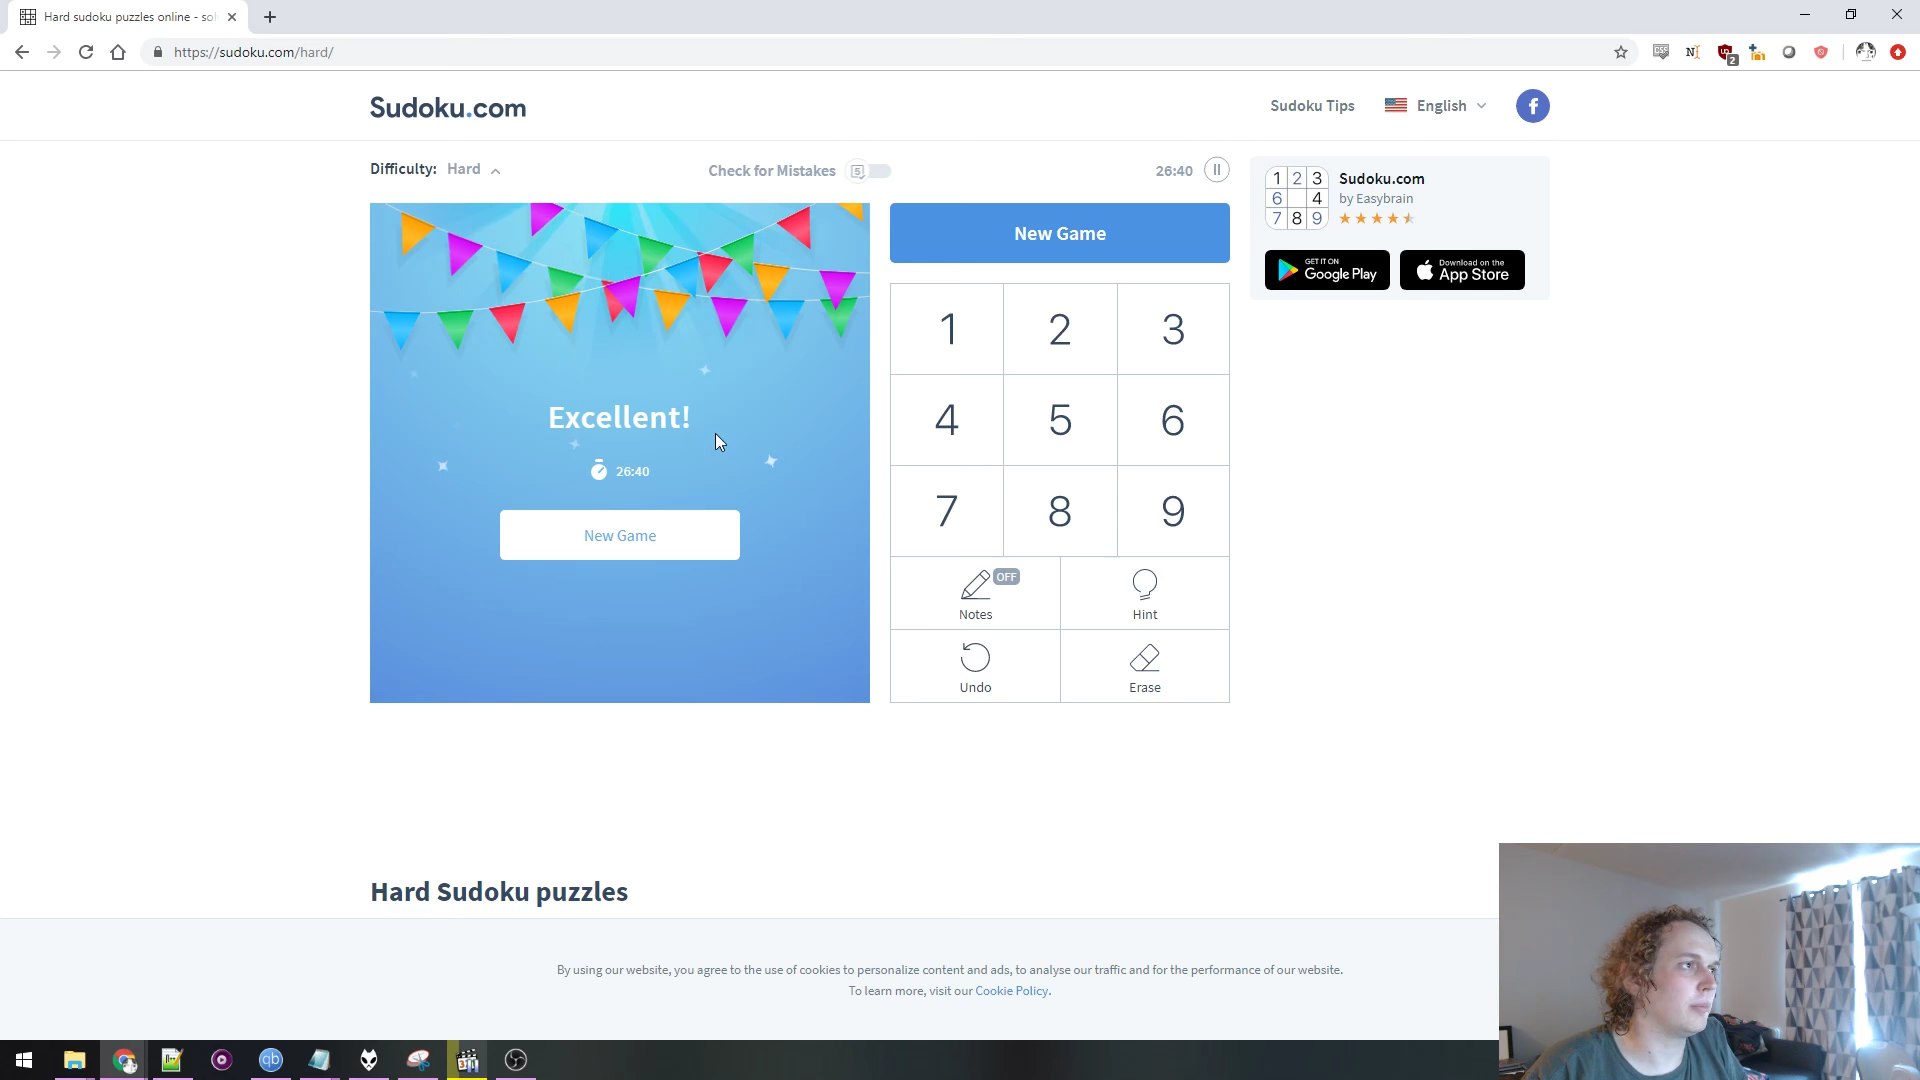 Hard sudoku puzzles online - sol
https://sudoku.com/hard/
2
Sudoku.com
Sudoku Tips
English
Difficulty: Hard
Check for Mistakes
26:40
New Game
Excellent!
26:40
New Game
1 2 3
4 5 6
7 8 9
OFF
Notes
Hint
Undo
Erase
1 2 3
6 4
7 8 9
Sudoku.com
by Easybrain
GET IT ON
Google Play
Download on the
App Store
Hard Sudoku puzzles
By using our website, you agree to the use of cookies to personalize content and ads, to analyse our traffic and for the performance of our website.
To learn more, visit our Cookie Policy.
qb